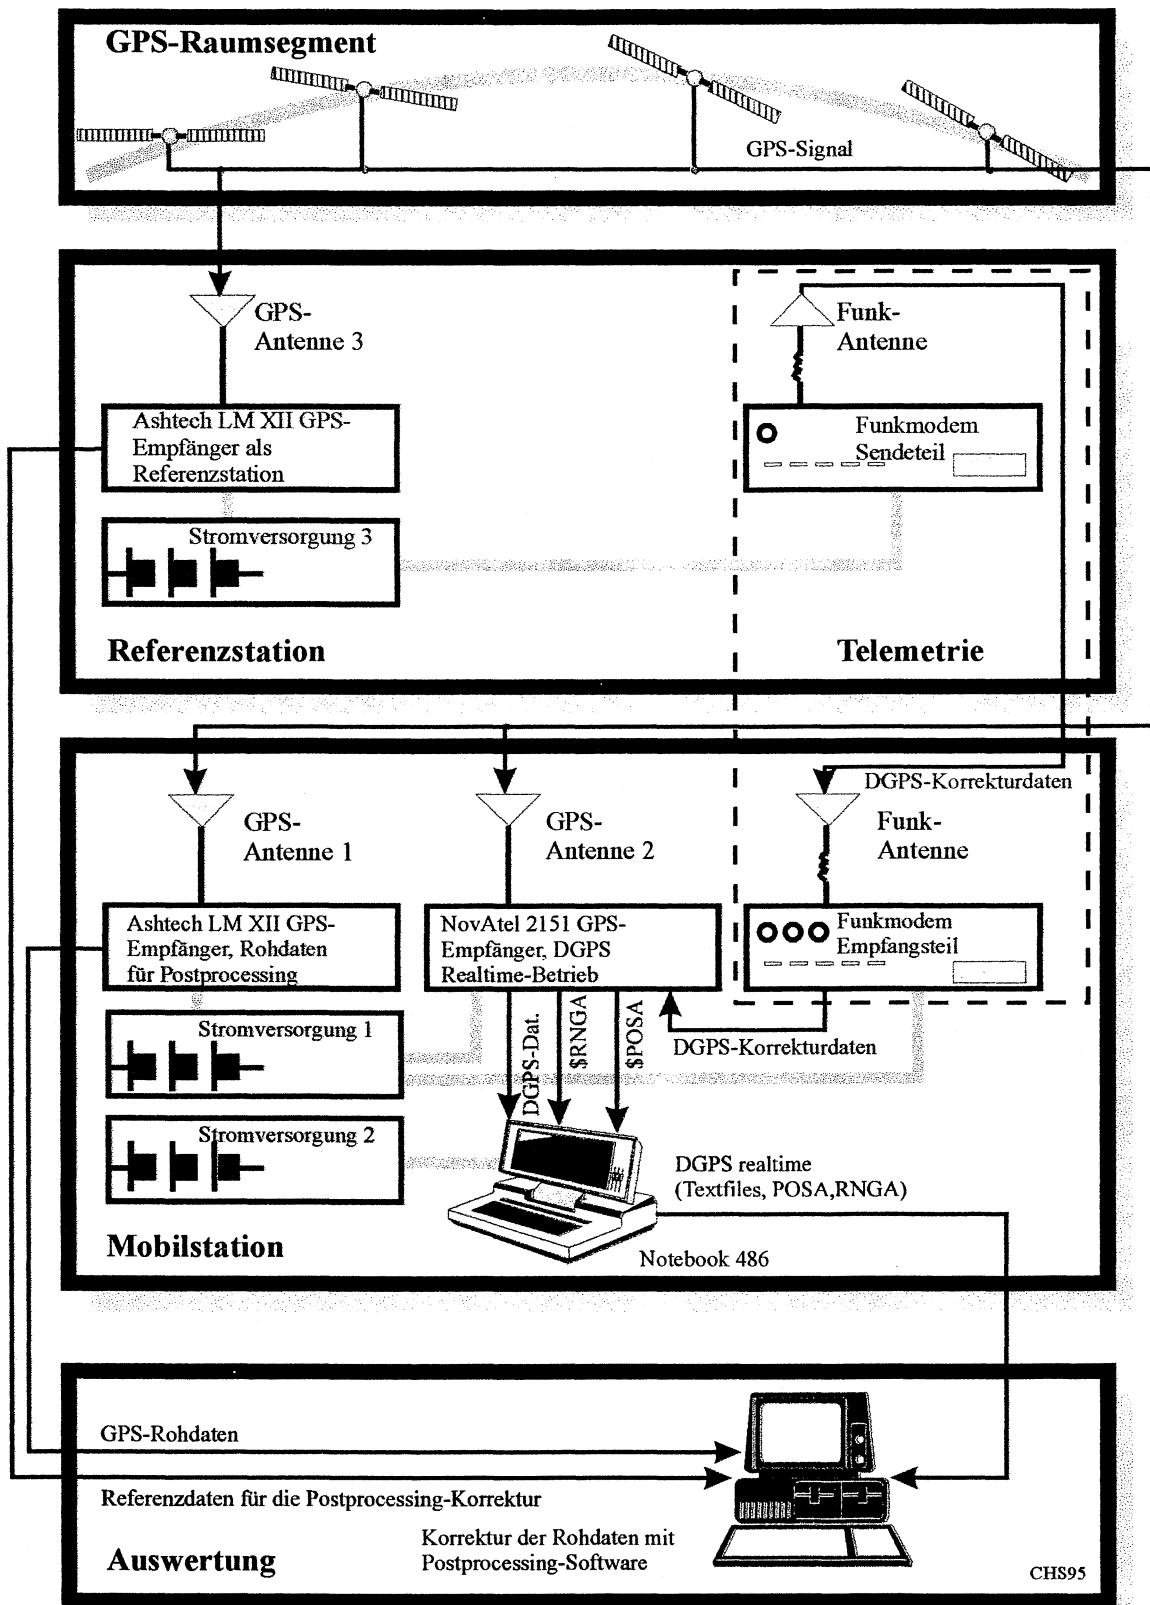 GPS-Raumsegment
GPS-Signal
GPS-
Antenne 3
Funk-
Antenne
Ashtech LM XII GPS-
Empfänger als
Referenzstation
Funkmodem
Sendeteil
Stromversorgung 3
Referenzstation
Telemetrie
DGPS-Korrekturdaten
GPS-
Antenne 1
GPS-
Antenne 2
Funk-
Antenne
Ashtech LM XII GPS-
Empfänger, Rohdaten
für Postprocessing
NovAtel 2151 GPS-
Empfänger, DGPS
Realtime-Betrieb
Funkmodem
Empfangsteil
Stromversorgung 1
DGPS-Dat.
$RNGA
$POSA
DGPS-Korrekturdaten
Stromversorgung 2
DGPS realtime
(Textfiles, POSA,RNGA)
Mobilstation
Notebook 486
GPS-Rohdaten
Referenzdaten für die Postprocessing-Korrektur
Korrektur der Rohdaten mit
Postprocessing-Software
Auswertung
CHS95